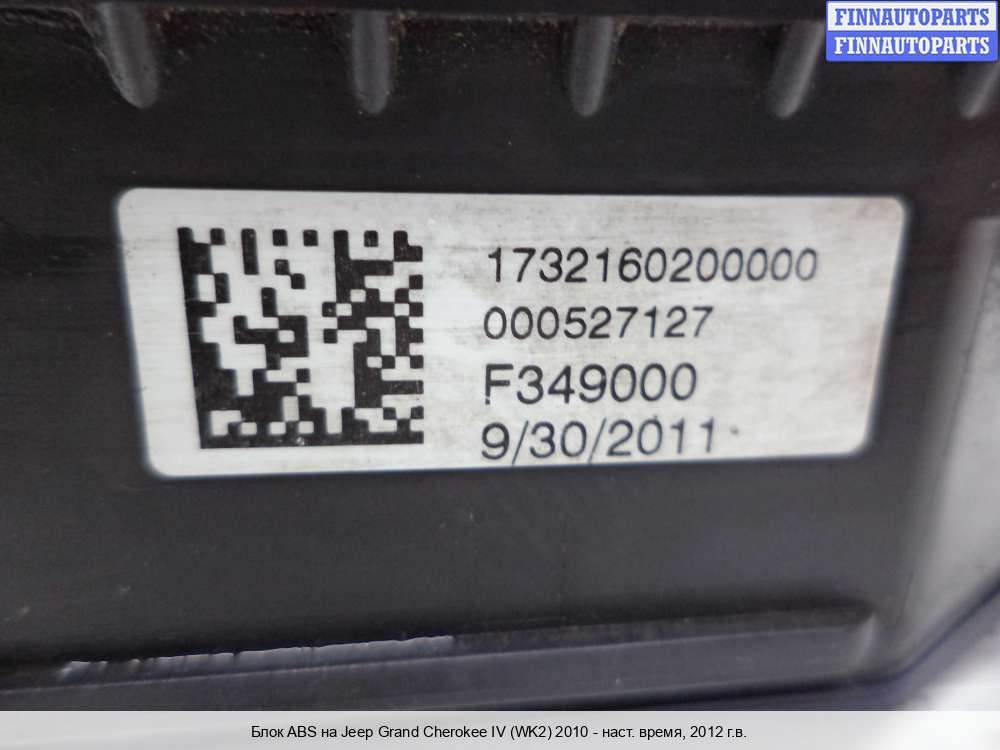 FINNAUTOPARTS
FINNAUTOPARTS
1732160200000
000527127
F349000
9/30/2011
Блок ABS на Jeep Grand Cherokee IV (WK2) 2010 - наст. время, 2012 г.в.